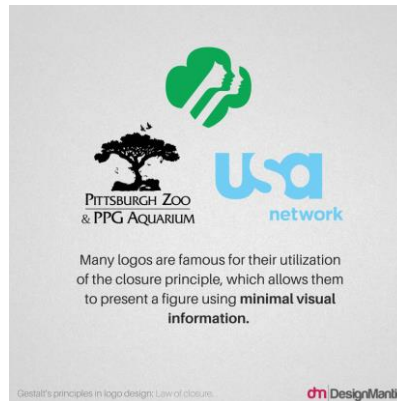 PITTSBURGH ZOO
& PPG AQUARIUM
usa
network
Many logos are famous for their utilization
of the closure principle, which allows them
to present a figure using minimal visual
information.
Gestalt's principles in logo design: Law of closure.
dm DesignManti